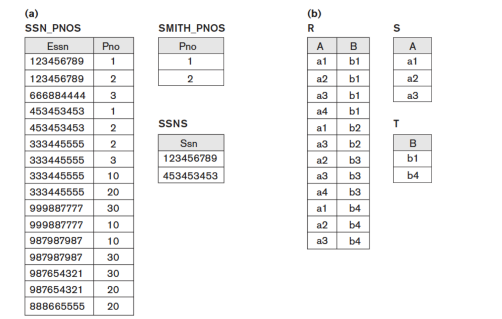 (a)
SSN_PNOS
Essn Pno
123456789 1
123456789 2
666884444 3
453453453 1
453453453 2
333445555 2
333445555 3
333445555 10
333445555 20
999887777 30
999887777 10
987987987 10
987987987 30
987654321 30
987654321 20
888665555 20
SMITH_PNOS
Pno
1
2
SSNS
Ssn
123456789
453453453
(b)
R
A B
a1 b1
a2 b1
a3 b1
a4 b1
a1 b2
a3 b2
a2 b3
a3 b3
a4 b3
a1 b4
a2 b4
a3 b4
S
A
a1
a2
a3
T
B
b1
b4